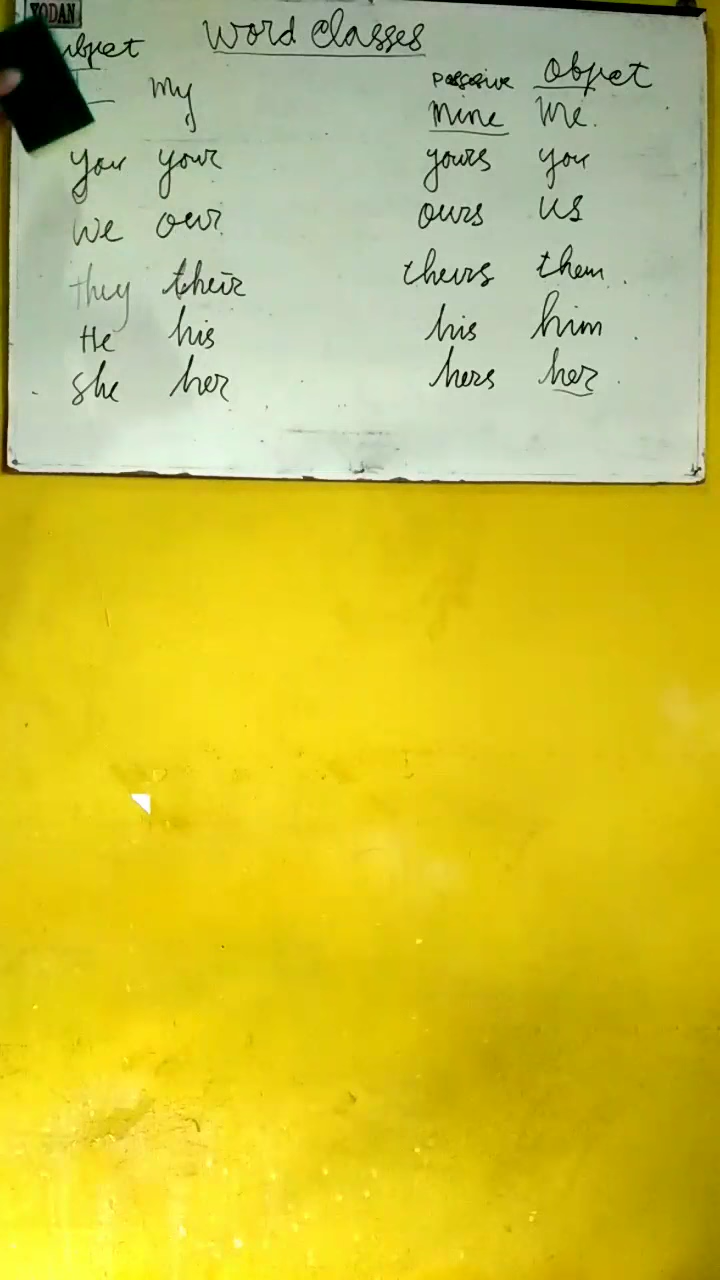 YODAN
Word Classes
Subject
possessive Object
my mine me.
you your yours you
we our ours us
they their theirs them.
He his his him.
she her hers her.